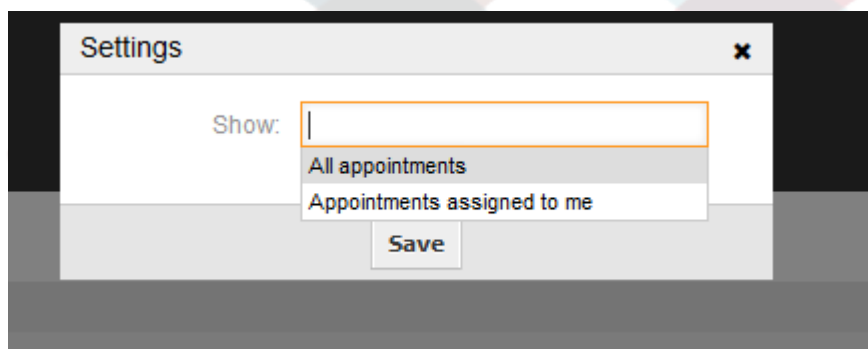 Settings
Show:
All appointments
Appointments assigned to me
Save